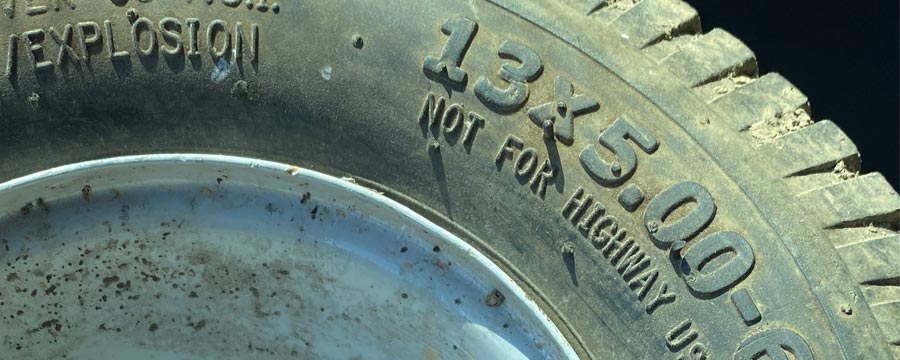 /EXPLOSION
13X5.00-6
NOT FOR HIGHWAY